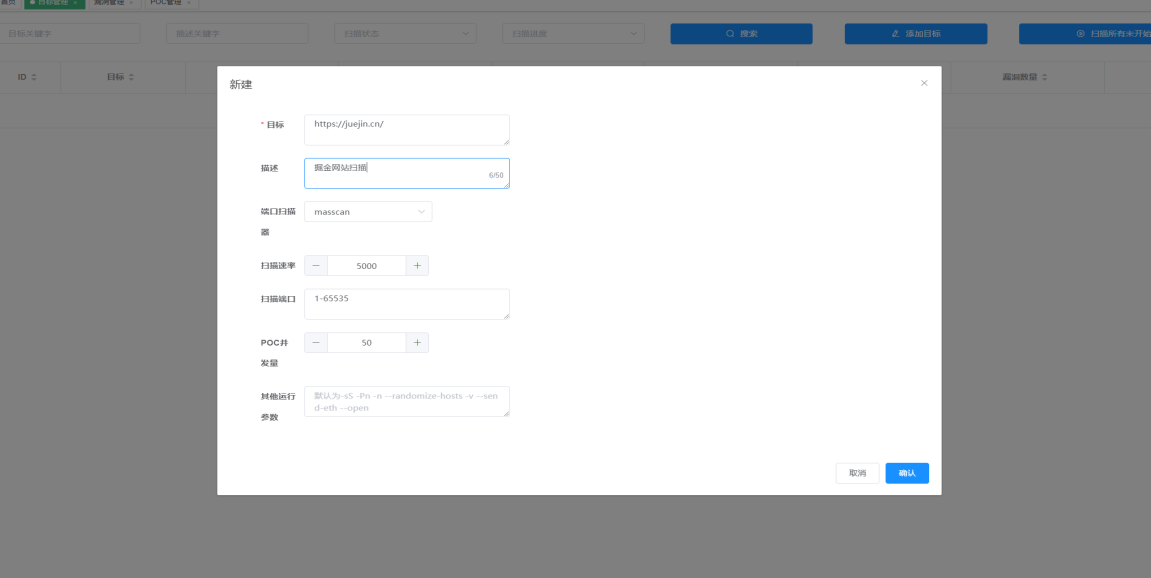 首页 目标管理 × 漏洞管理 × POC管理 ×
目标关键字 描述关键字 扫描状态 扫描进度 搜索 添加目标 扫描所有未开始
ID 目标 漏洞数量
新建
* 目标 https://juejin.cn/
描述 掘金网站扫描
6/50
端口扫描
器
masscan
扫描速率 5000
扫描端口 1-65535
POC并
发量
50
其他运行
参数
默认为-sS -Pn -n --randomize-hosts -v --sen
d-eth --open
取消 确认